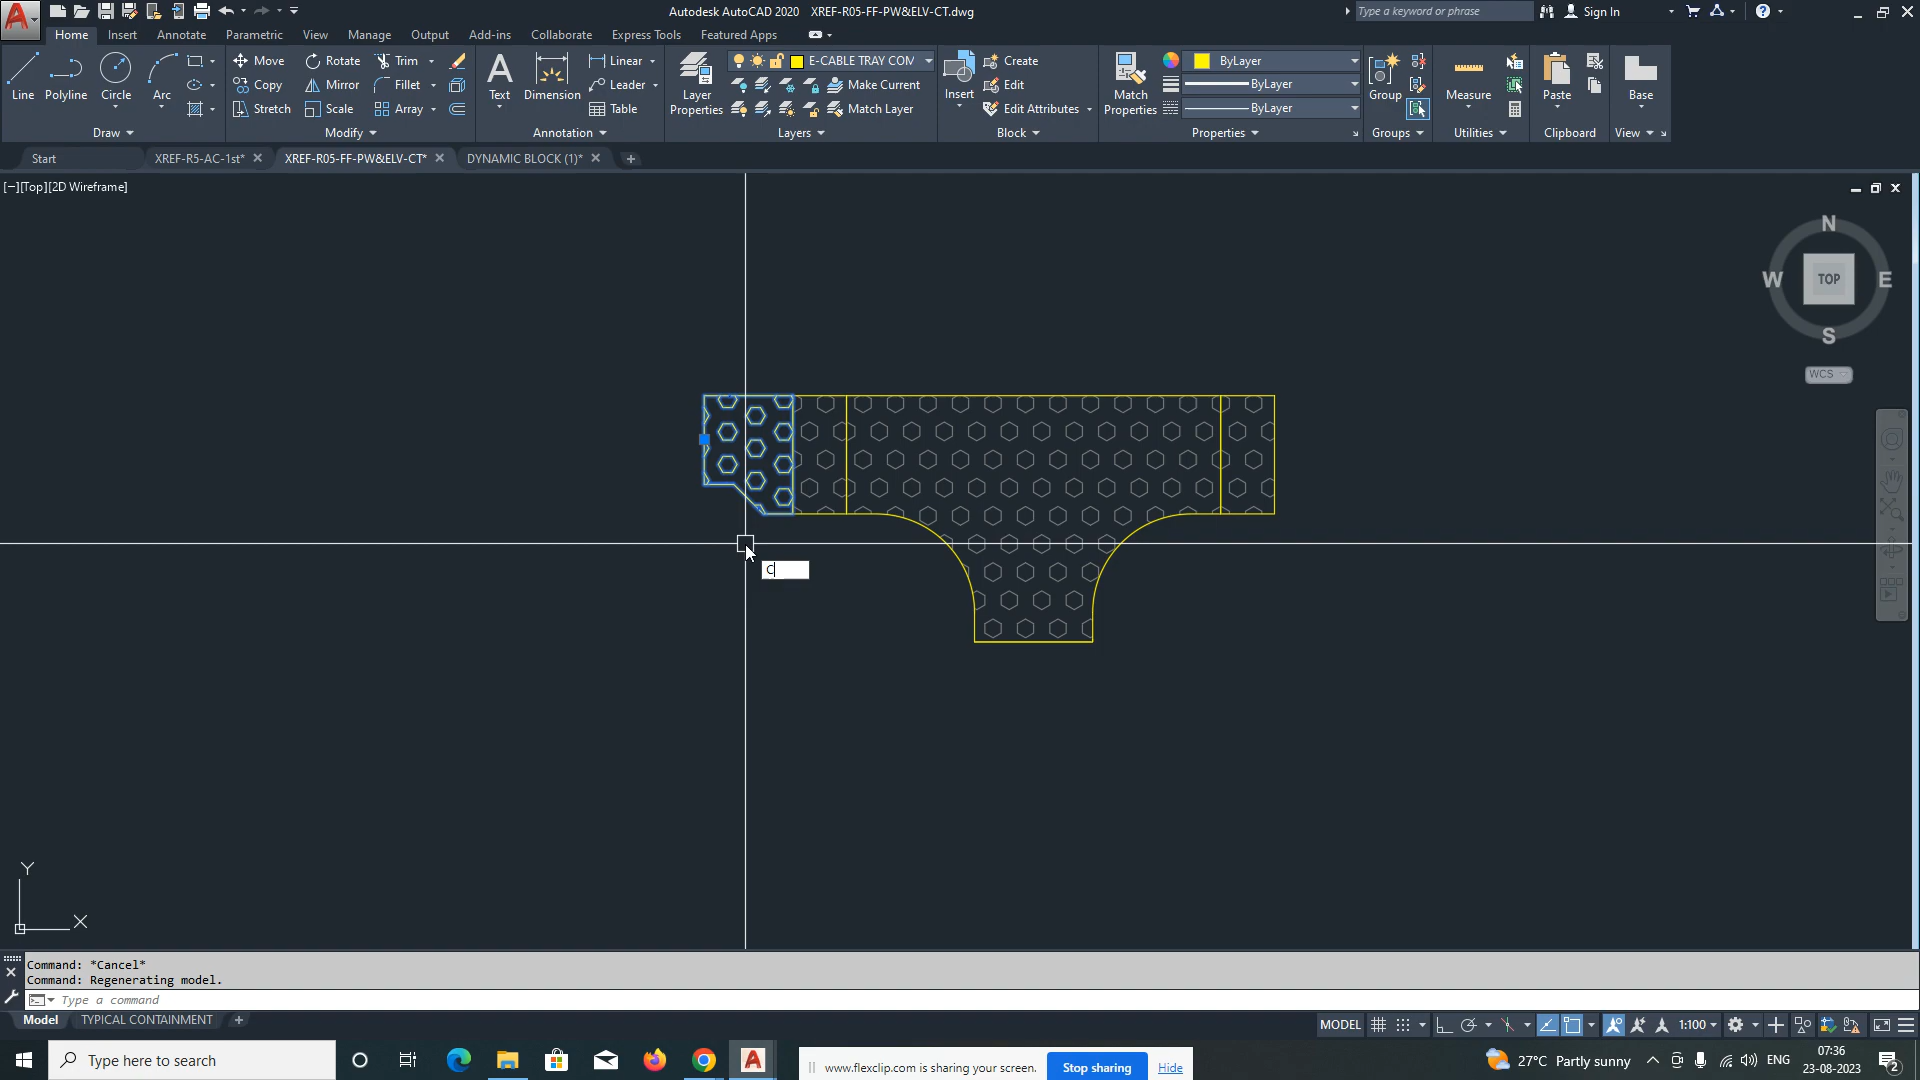 Autodesk AutoCAD 2020 XREF-R05-FF-PW&ELV-CT.dwg
Type a keyword or phrase
Sign In
Home Insert Annotate Parametric View Manage Output Add-ins Collaborate Express Tools Featured Apps
Line Polyline Circle Arc
Move Rotate Trim
Copy Mirror Fillet
Stretch Scale Array
Text Dimension
Linear
Leader
Table
Layer Properties
E-CABLE TRAY COM
Make Current
Match Layer
Insert
Create
Edit
Edit Attributes
Match Properties
ByLayer
ByLayer
ByLayer
Group
Measure
Paste
Base
Draw Modify Annotation Layers Block Properties Groups Utilities Clipboard View
Start XREF-R5-AC-1st* XREF-R05-FF-PW&ELV-CT* DYNAMIC BLOCK (1)*
[−][Top][2D Wireframe]
N
W TOP E
S
WCS
C
Y
X
Command: *Cancel*
Command: Regenerating model.
Type a command
Model TYPICAL CONTAINMENT
MODEL 1:100
Type here to search
www.flexclip.com is sharing your screen. Stop sharing Hide
27°C Partly sunny ENG
07:36
23-08-2023
2